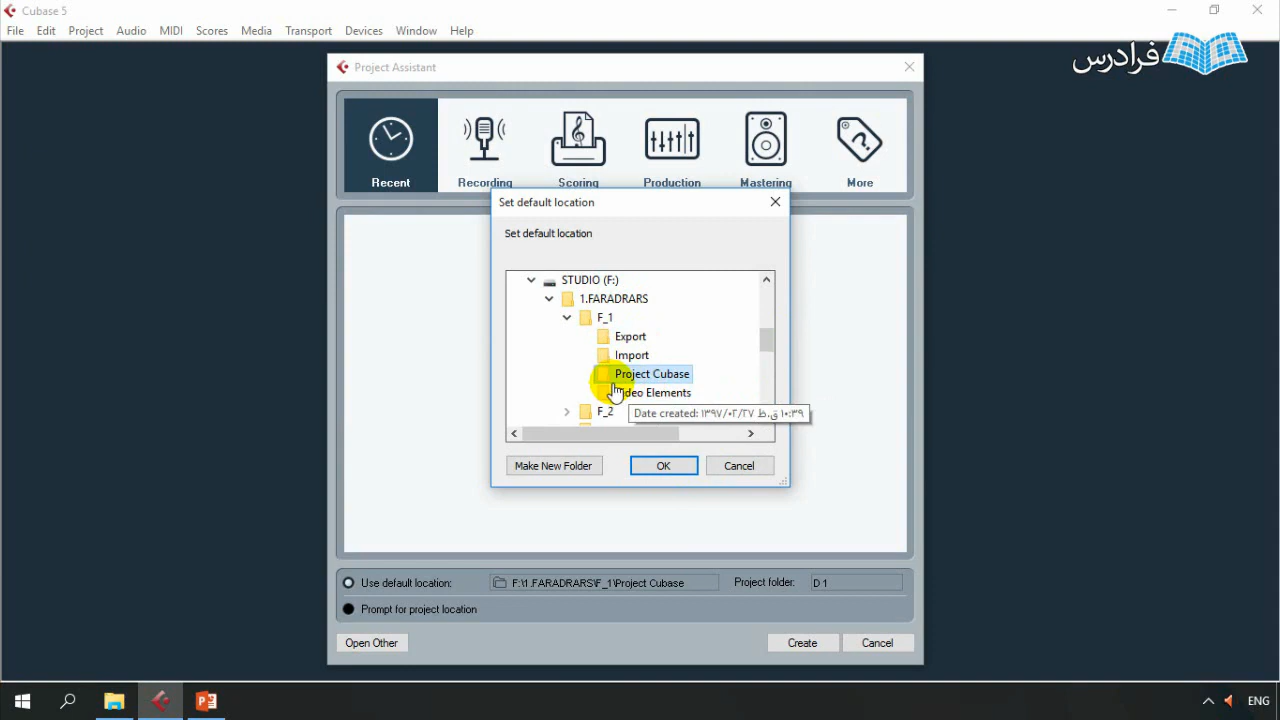 Cubase 5
File Edit Project Audio MIDI Scores Media Transport Devices Window Help
فرادرس
Project Assistant
Recent Recording Scoring Production Mastering More
Set default location
Set default location
STUDIO (F:)
1.FARADRARS
F_1
Export
Import
Project Cubase
ideo Elements
F_2
Date created: ۱۳۹۷/۰۲/۲۷ ق.ظ ۱۰:۳۹
Make New Folder OK Cancel
Use default location: F:\1.FARADRARS\F_1\Project Cubase Project folder: D 1
Prompt for project location
Open Other Create Cancel
ENG